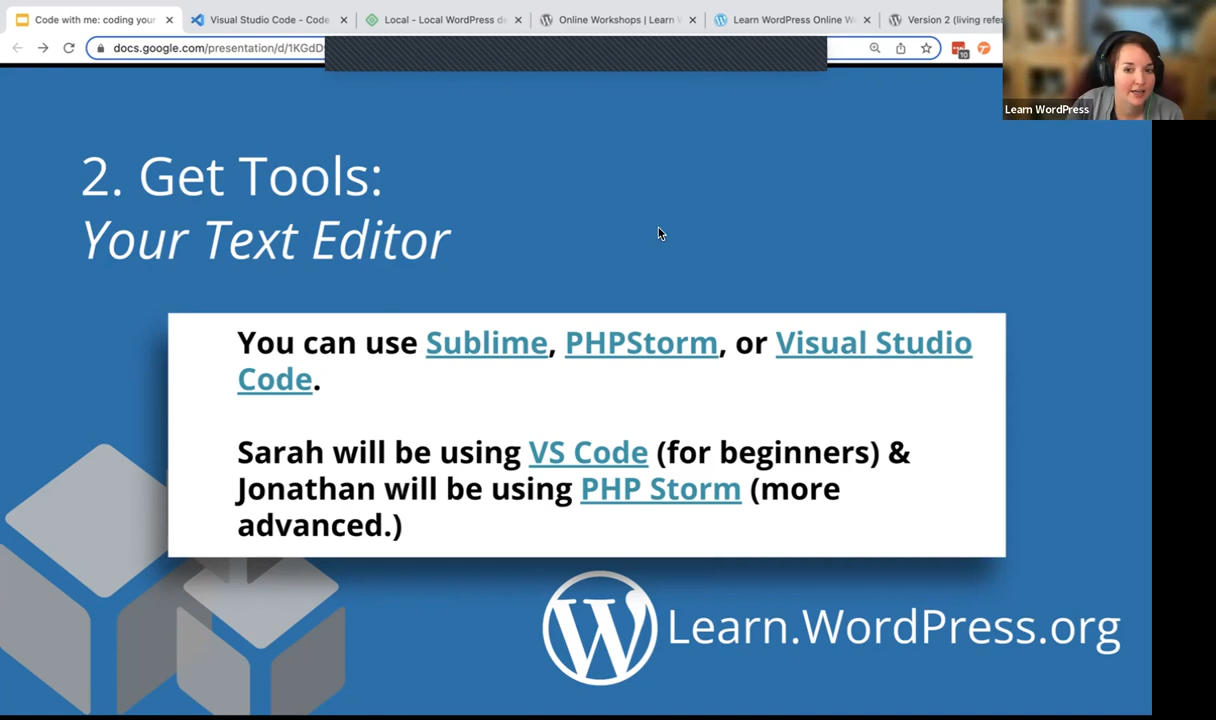 Code with me: coding your
Visual Studio Code - Code
Local - Local WordPress de
Online Workshops | Learn W
Learn WordPress Online W
Version 2 (living refer
docs.google.com/presentation/d/1KGdD
10
Learn WordPress
2. Get Tools:
Your Text Editor
You can use Sublime, PHPStorm, or Visual Studio
Code.
Sarah will be using VS Code (for beginners) &
Jonathan will be using PHP Storm (more
advanced.)
Learn.WordPress.org